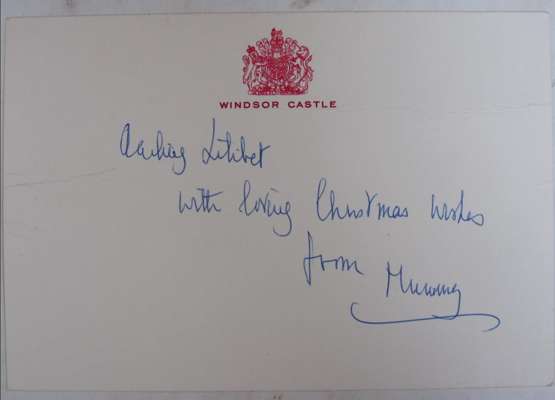 WINDSOR CASTLE
Darling Lilibet
with loving Christmas wishes
from Mummy